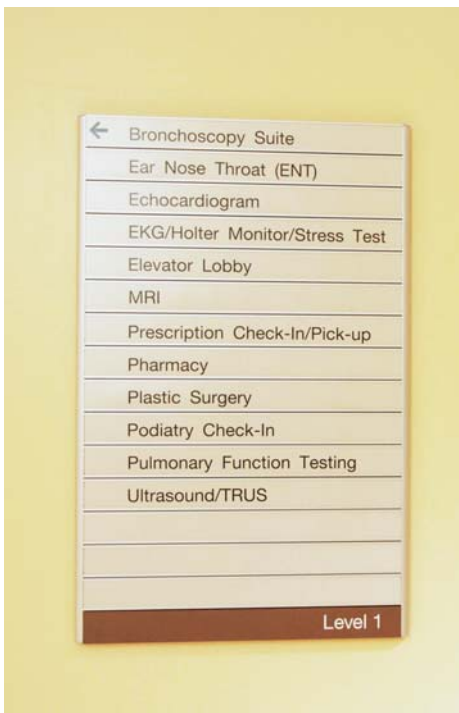 ← Bronchoscopy Suite
Ear Nose Throat (ENT)
Echocardiogram
EKG/Holter Monitor/Stress Test
Elevator Lobby
MRI
Prescription Check-In/Pick-up
Pharmacy
Plastic Surgery
Podiatry Check-In
Pulmonary Function Testing
Ultrasound/TRUS
Level 1